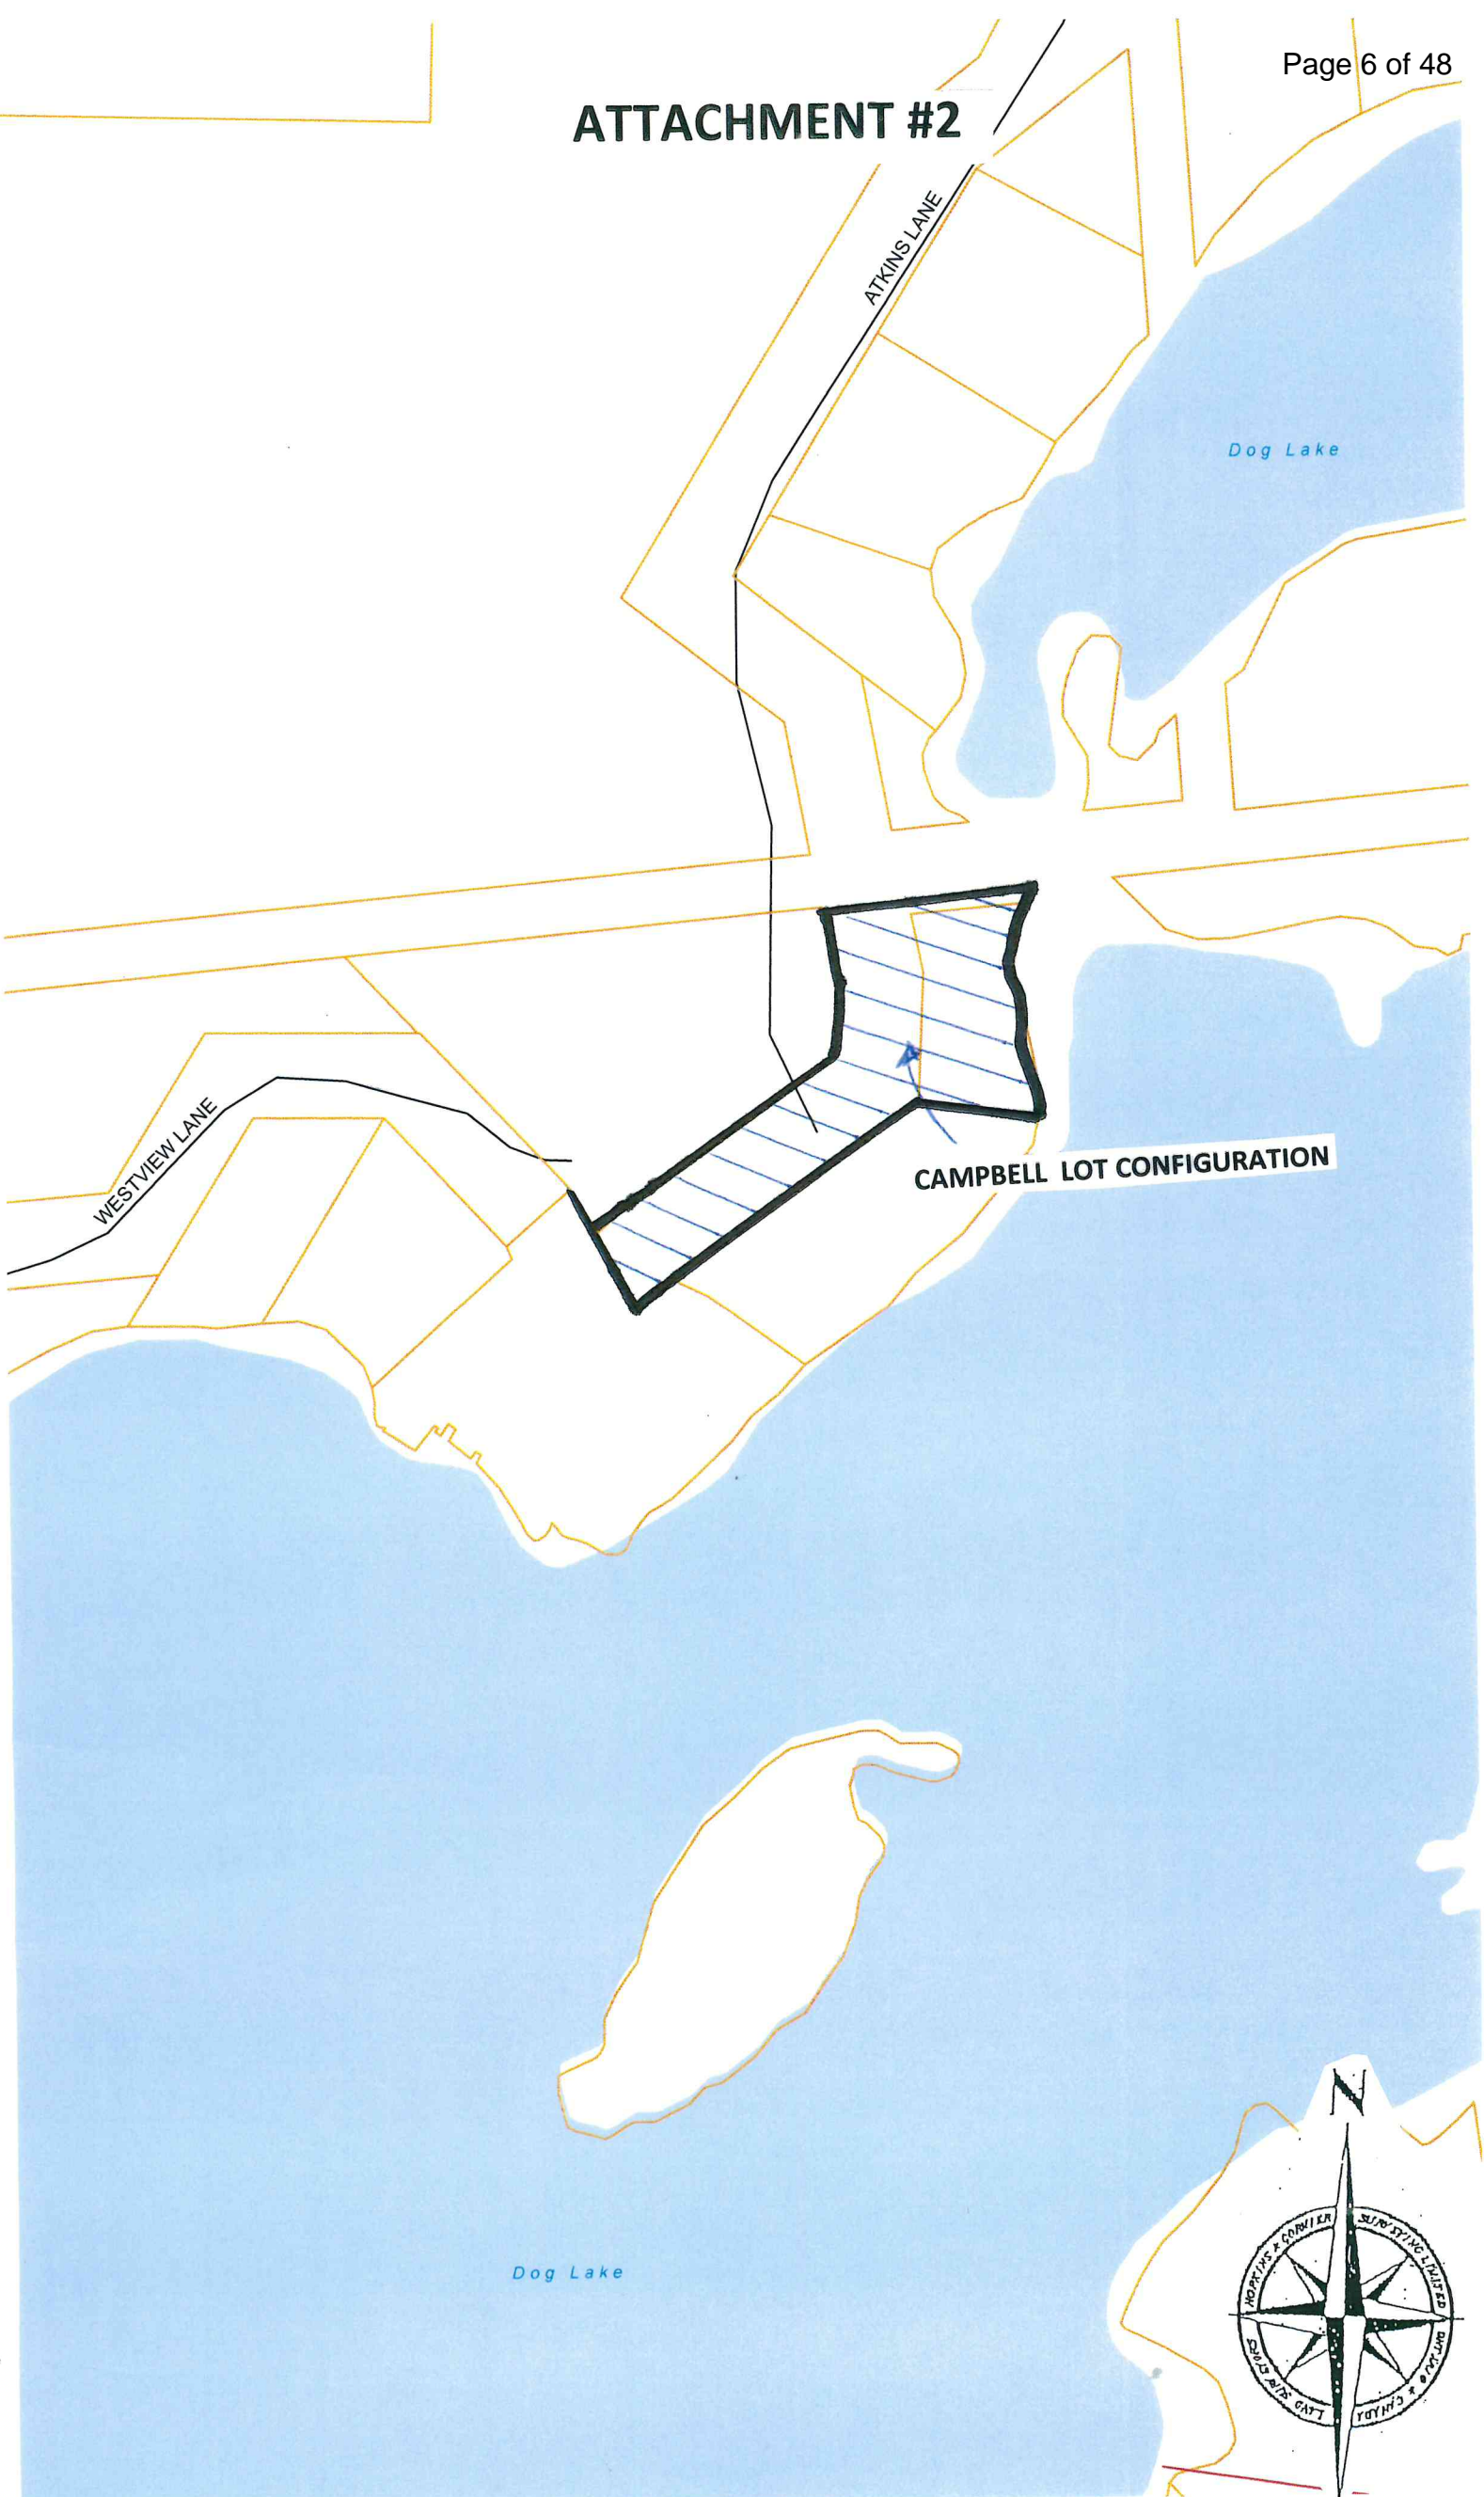 Page 6 of 48
ATTACHMENT #2
ATKINS LANE
Dog Lake
WESTVIEW LANE
CAMPBELL LOT CONFIGURATION
N
HOPKINS ★ CORMIER SURVEYING LIMITED
ONTARIO ★ CANADA
LAND SURVEYORS
Dog Lake